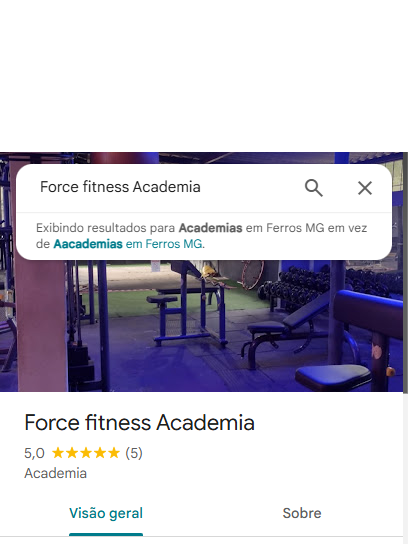 Force fitness Academia
Exibindo resultados para Academias em Ferros MG em vez
de Aacademias em Ferros MG.
Force fitness Academia
5,0 ★★★★★ (5)
Academia
Visão geral
Sobre